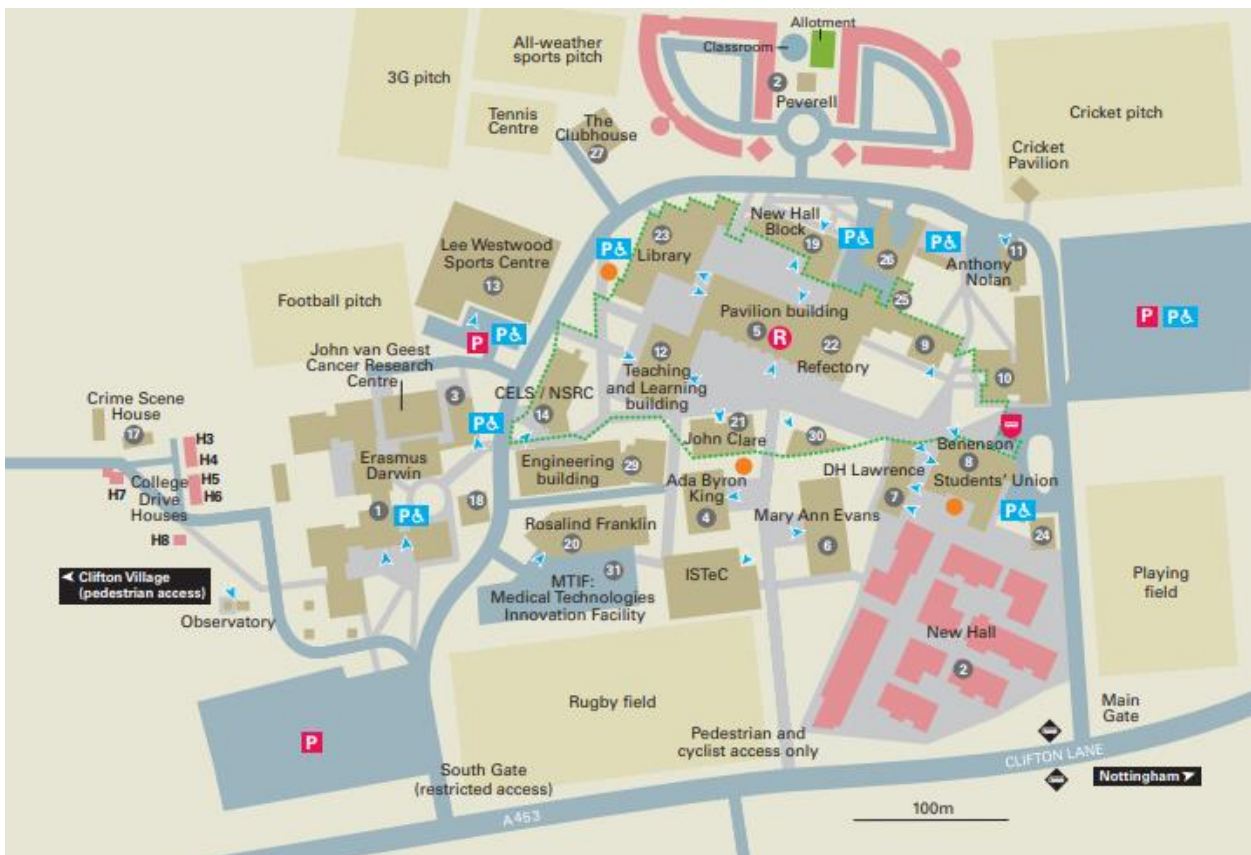 Allotment
Classroom
2
Peverell
All-weather
sports pitch
3G pitch
Tennis
Centre
The
Clubhouse
27
Cricket pitch
Cricket
Pavilion
New Hall
Block
19
P
23
Library
P
26
P
11
Anthony
Nolan
25
Lee Westwood
Sports Centre
13
Football pitch
P
P
Pavilion building
5
R
22
Refectory
9
10
P P
12
Teaching
and Learning
building
John van Geest
Cancer Research
Centre
3
CELS / NSRC
14
P
Crime Scene
House
17
H3
H4
H5
H6
H7
College
Drive
Houses
H8
Erasmus
Darwin
1
P
18
21
John Clare
30
Engineering
building
29
Ada Byron
King
4
DH Lawrence
7
Benenson
8
Students' Union
P
24
Mary Ann Evans
6
Rosalind Franklin
20
31
MTIF:
Medical Technologies
Innovation Facility
ISTeC
Clifton Village
(pedestrian access)
Observatory
Playing
field
New Hall
2
Rugby field
P
Pedestrian and
cyclist access only
South Gate
(restricted access)
Main
Gate
CLIFTON LANE
Nottingham
A453
100m